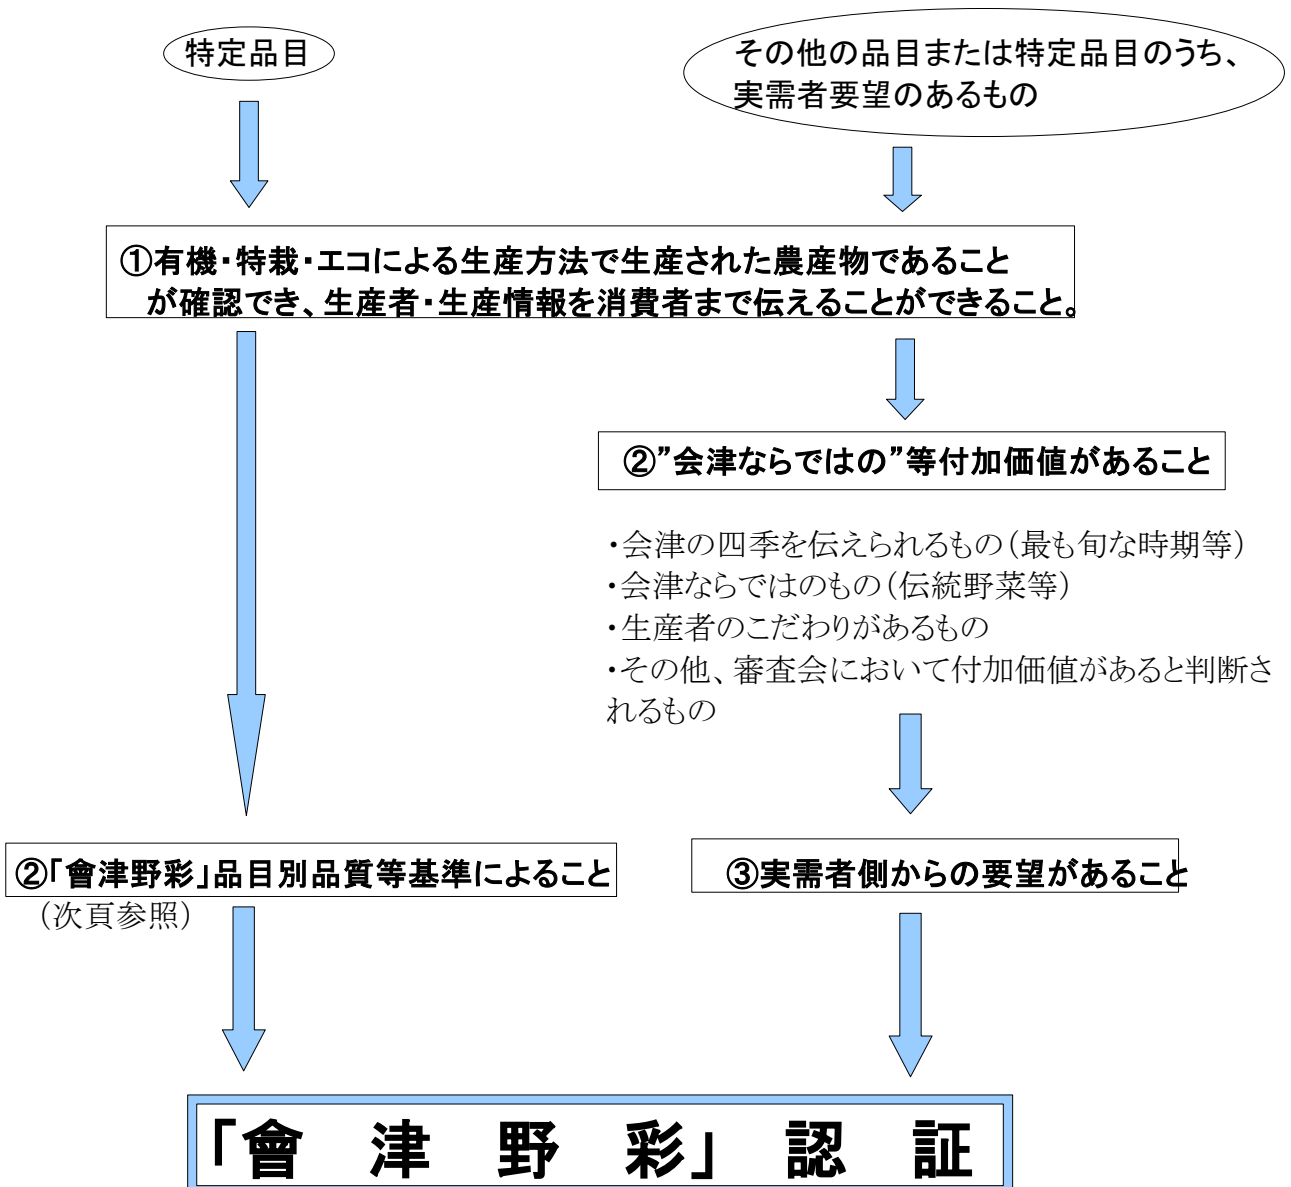 特定品目
その他の品目または特定品目のうち、
実需者要望のあるもの
①有機・特栽・エコによる生産方法で生産された農産物であること
が確認でき、生産者・生産情報を消費者まで伝えることができること。
②”会津ならではの”等付加価値があること
・会津の四季を伝えられるもの（最も旬な時期等）
・会津ならではのもの（伝統野菜等）
・生産者のこだわりがあるもの
・その他、審査会において付加価値があると判断さ
れるもの
②「會津野彩」品目別品質等基準によること
（次頁参照）
③実需者側からの要望があること
「會　津　野　彩」　認　証